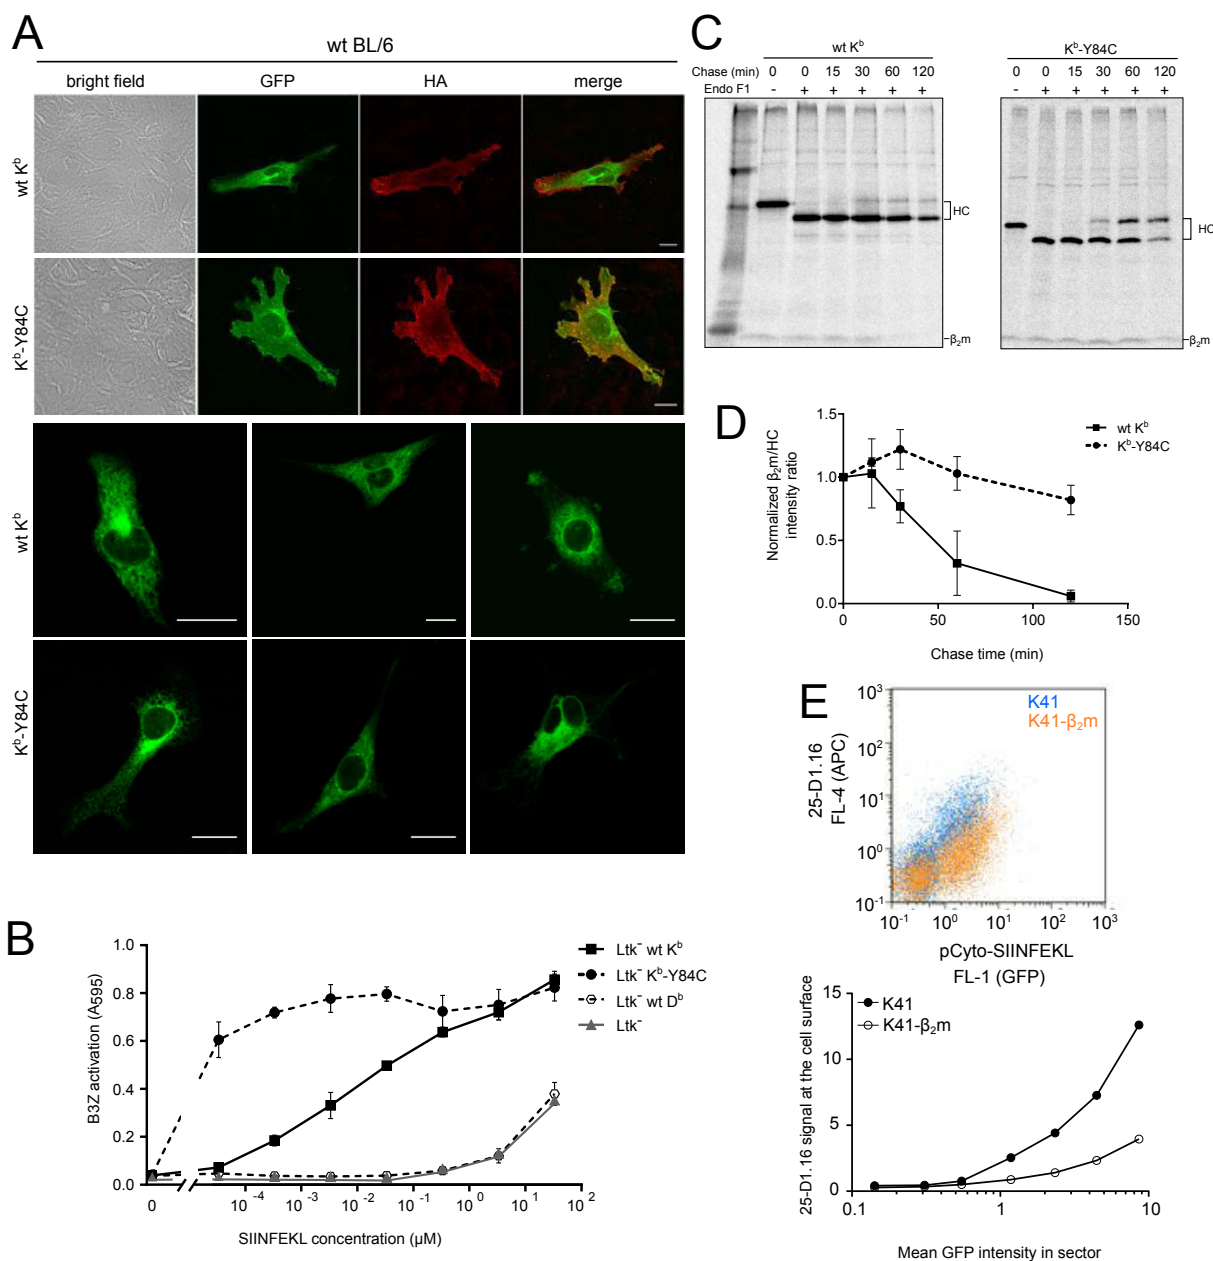 A
wt BL/6
bright field GFP HA merge
wt Kᵇ
Kᵇ-Y84C
wt Kᵇ
Kᵇ-Y84C
B
B3Z activation (A595)
1.0
0.8
0.6
0.4
0.2
0.0
0 10⁻⁴ 10⁻³ 10⁻² 10⁻¹ 10⁰ 10¹ 10²
SIINFEKL concentration (µM)
Ltk⁻ wt Kᵇ
Ltk⁻ Kᵇ-Y84C
Ltk⁻ wt Dᵇ
Ltk⁻
C
wt Kᵇ
Chase (min) 0 0 15 30 60 120
Endo F1 - + + + + +
HC
β₂m
Kᵇ-Y84C
0 0 15 30 60 120
- + + + + +
HC
β₂m
D
Normalized β₂m/HC
intensity ratio
1.5
1.0
0.5
0.0
0 50 100 150
Chase time (min)
wt Kᵇ
Kᵇ-Y84C
E
25-D1.16
FL-4 (APC)
10³
10²
10¹
10⁰
10⁻¹
K41
K41-β₂m
10⁻¹ 10⁰ 10¹ 10² 10³
pCyto-SIINFEKL
FL-1 (GFP)
25-D1.16 signal at the cell surface
15
10
5
0
K41
K41-β₂m
0.1 1 10
Mean GFP intensity in sector